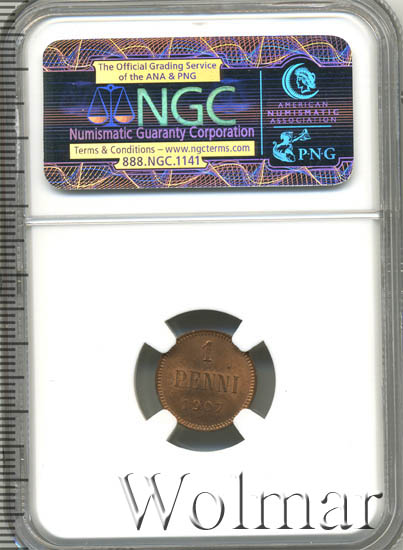 The Official Grading Service
of the ANA & PNG
NGC
Numismatic Guaranty Corporation
Terms & Conditions – www.ngcterms.com
888.NGC.1141
AMERICAN
NUMISMATIC
ASSOCIATION
PNG
1
PENNI
1907
Wolmar